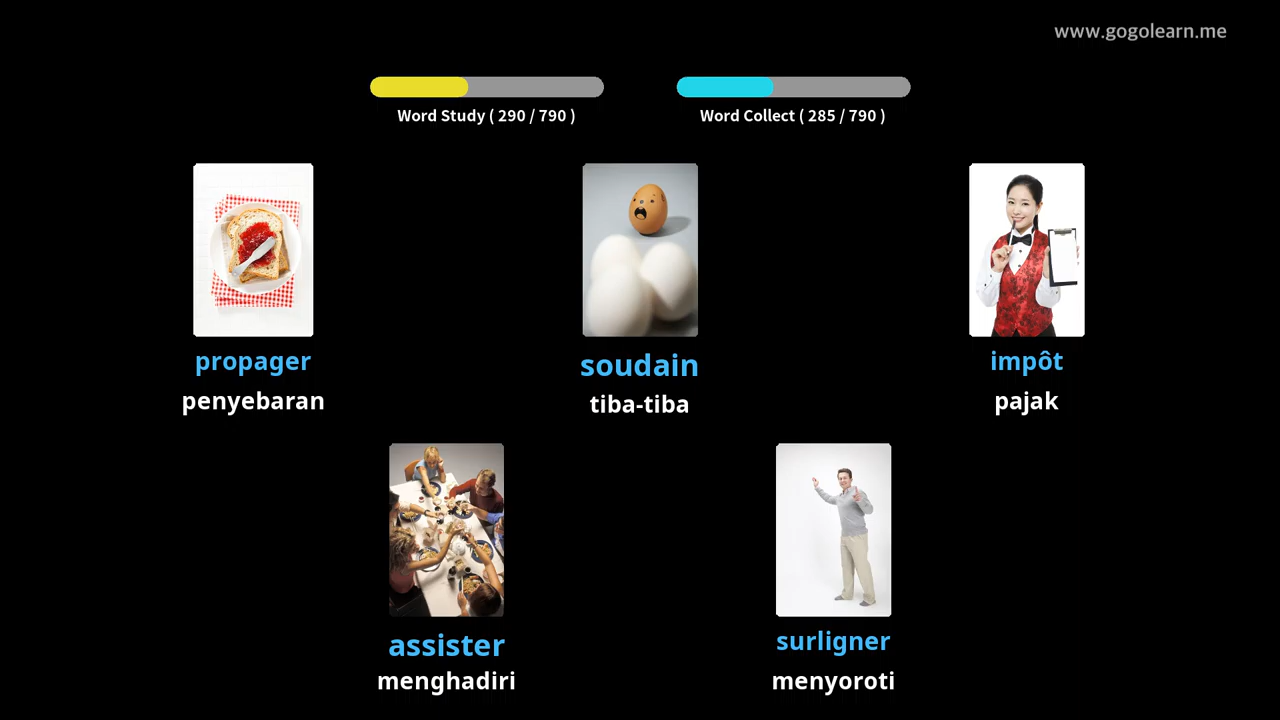 www.gogolearn.me
Word Study ( 290 / 790 )
Word Collect ( 285 / 790 )
propager
penyebaran
soudain
tiba-tiba
impôt
pajak
assister
menghadiri
surligner
menyoroti